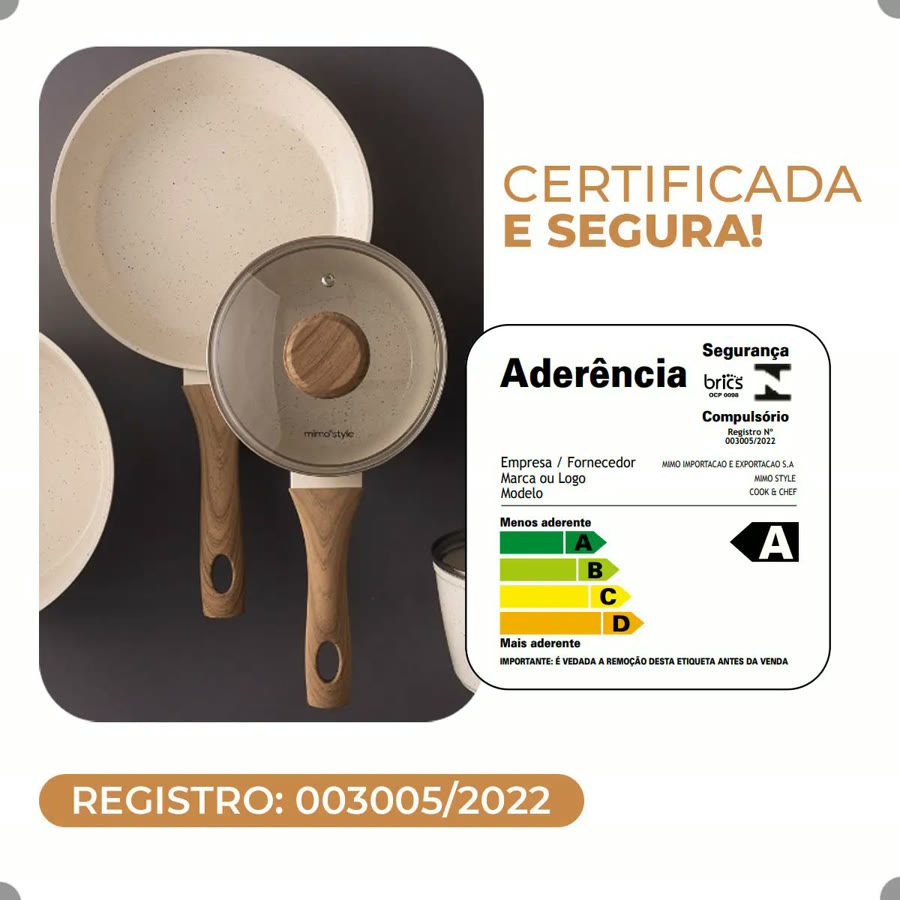 CERTIFICADA
E SEGURA!
mimo style
Aderência
Segurança
brics
OCP 0098
Compulsório
Registro Nº
003005/2022
Empresa / Fornecedor MIMO IMPORTACAO E EXPORTACAO S.A
Marca ou Logo MIMO STYLE
Modelo COOK & CHEF
Menos aderente
A A
B
C
D
Mais aderente
IMPORTANTE: É VEDADA A REMOÇÃO DESTA ETIQUETA ANTES DA VENDA
REGISTRO: 003005/2022